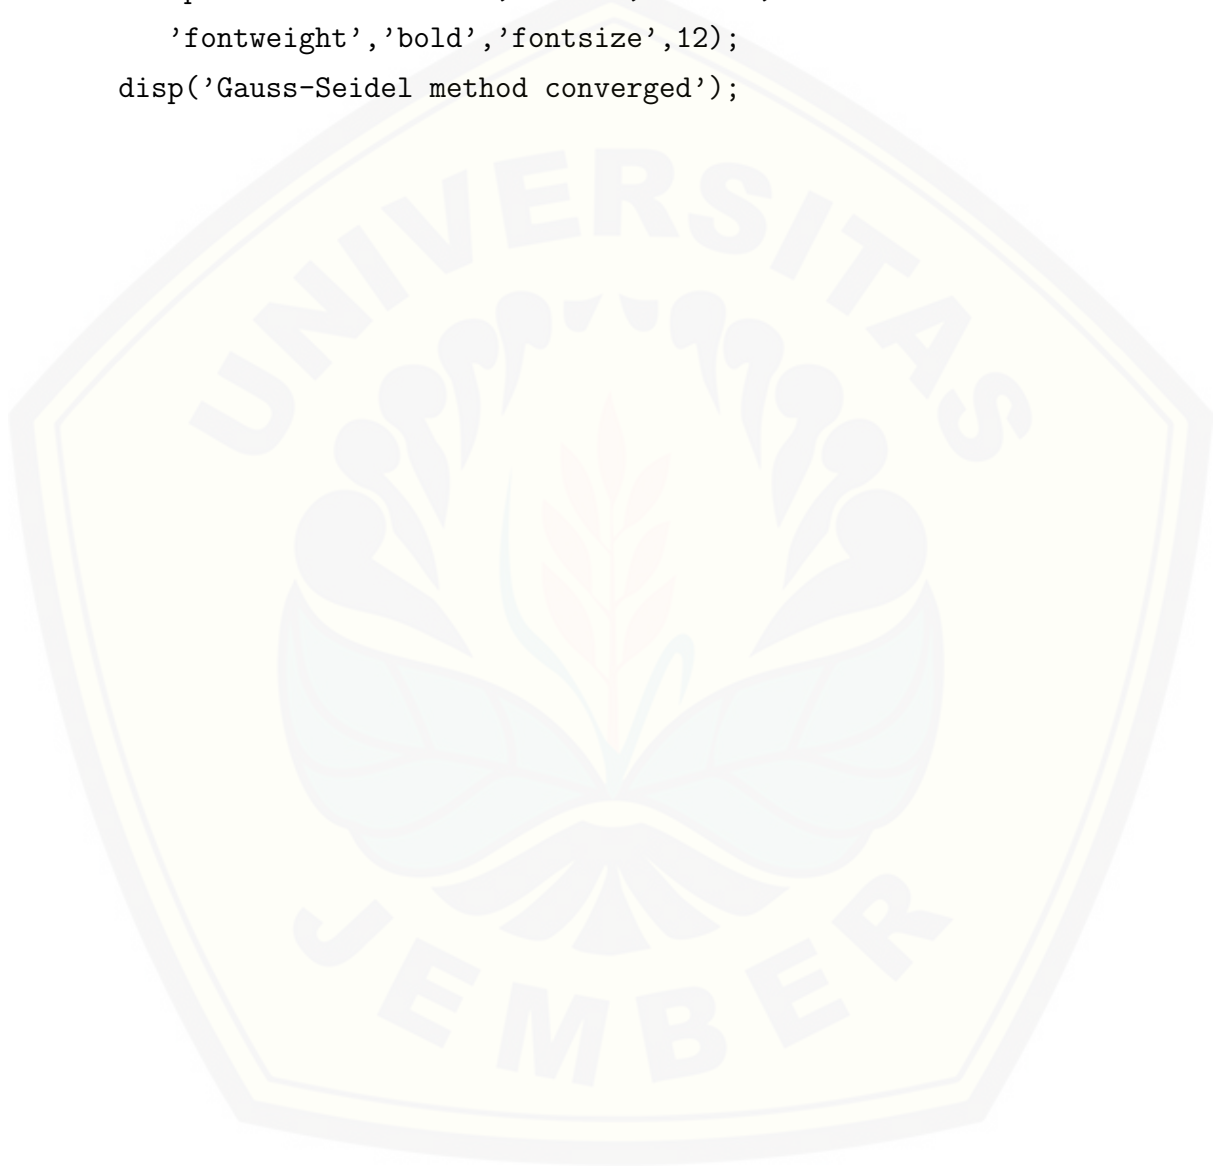 ’fontweight’,’bold’,’fontsize’,12);
disp(’Gauss-Seidel method converged’);
UNIVERSITAS
JEMBER